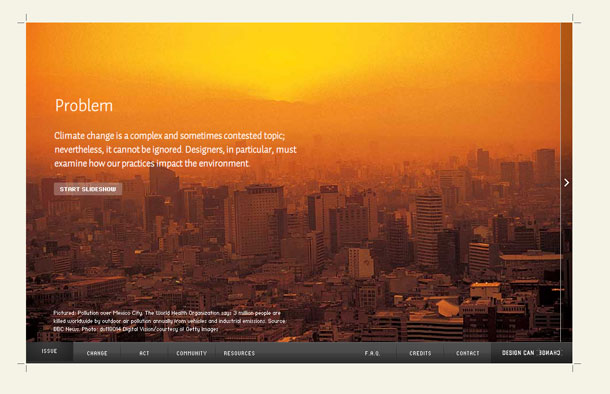 Problem
Climate change is a complex and sometimes contested topic;
nevertheless, it cannot be ignored. Designers, in particular, must
examine how our practices impact the environment.
START SLIDESHOW
Pictured: Pollution over Mexico City. The World Health Organization says 3 million people are
killed worldwide by outdoor air pollution annually from vehicles and industrial emissions. Source:
BBC News. Photo: Digital Vision/courtesy of Getty Images
ISSUE CHANGE ACT COMMUNITY RESOURCES F.A.Q. CREDITS CONTACT DESIGN CAN CHANGE